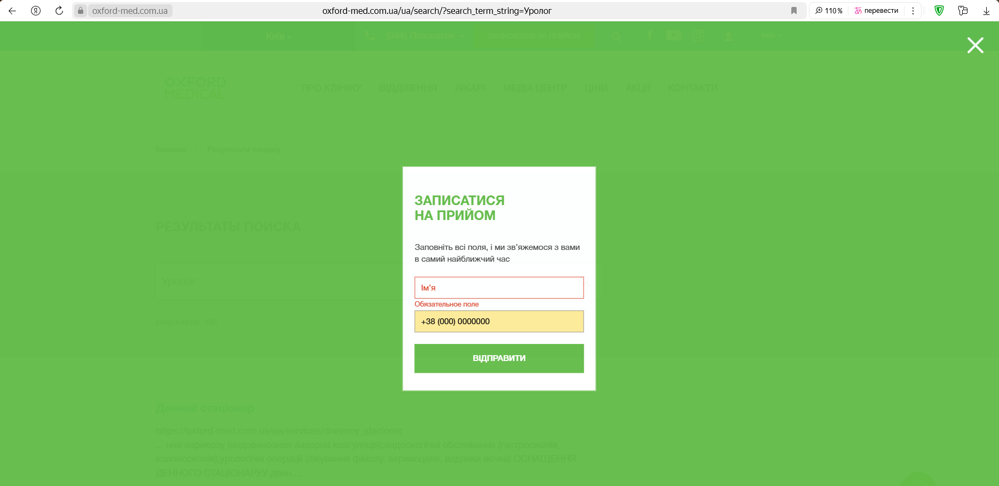 oxford-med.com.ua
oxford-med.com.ua/ua/search/?search_term_string=Уролог
110%
перевести
Київ
(044) Показати
ЗАПИСАТИСЯ НА ПРИЙОМ
УКР
OXFORD
MEDICAL
ПРО КЛІНІКУ
ВІДДІЛЕННЯ
ЛІКАРІ
МЕДІА ЦЕНТР
ЦІНИ
АКЦІЇ
КОНТАКТИ
Головна
Результати пошуку
РЕЗУЛЬТАТЫ ПОИСКА
Уролог
результатів: 185
ЗАПИСАТИСЯ
НА ПРИЙОМ
Заповніть всі поля, і ми зв’яжемося з вами
в самий найближчий час
Ім’я
Обязательное поле
+38 (000) 0000000
ВІДПРАВИТИ
Денний стаціонар
https://oxford-med.com.ua/ua/services/dnevnoy_stacionar
... ння варикозу (ендовенозная лазерна коагуляція);ендоскопічні обстеження (гастроскопія,
колоноскопія);урологічні операції (лікування фімозу, варикоцеле, водянки яєчка).ОСНАЩЕННЯ
ДЕННОГО СТАЦІОНАРУУ денн ...